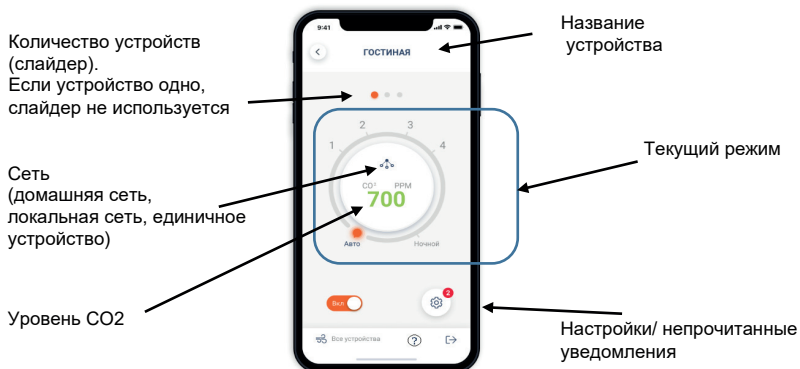 Количество устройств
(слайдер).
Если устройство одно,
слайдер не используется
Сеть
(домашняя сеть,
локальная сеть, единичное
устройство)
Уровень СО2
9:41
ГОСТИНАЯ
1
2
3
4
CO² PPM
700
Авто
Ночной
Вкл
2
Все устройства
?
Название
устройства
Текущий режим
Настройки/ непрочитанные
уведомления